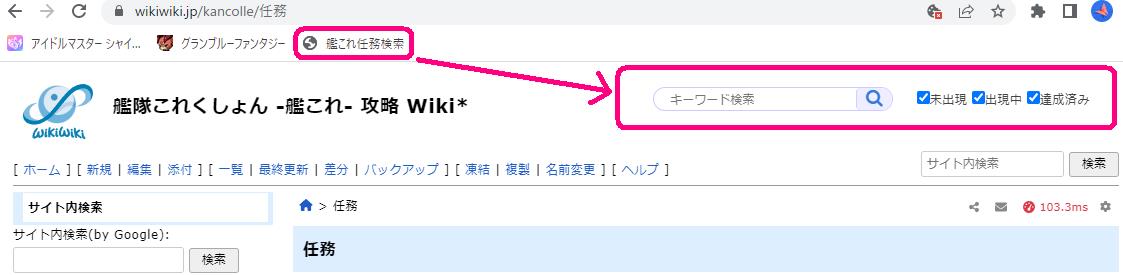 wikiwiki.jp/kancolle/任務
アイドルマスター シャイ... グランブルーファンタジー 艦これ任務検索
キーワード検索 未出現 出現中 達成済み
艦隊これくしょん -艦これ- 攻略 Wiki*
WIKIWIKI
[ ホーム ] [ 新規 | 編集 | 添付 ] [ 一覧 | 最終更新 | 差分 | バックアップ ] [ 凍結 | 複製 | 名前変更 ] [ ヘルプ ]
サイト内検索 検索
サイト内検索
> 任務 103.3ms
サイト内検索(by Google):
検索
任務